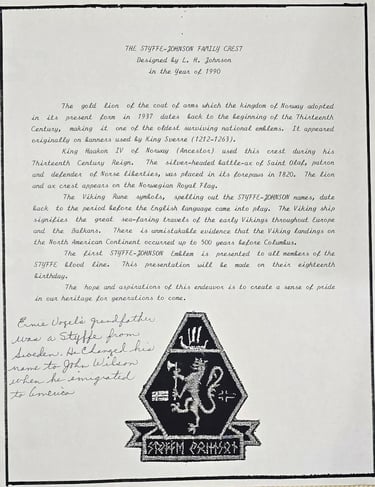 THE STYFFE-JOHNSON FAMILY CREST
Designed by L. M. Johnson
in the Year of 1990
The gold lion of the coat of arms which the kingdom of Norway adopted
in its present form in 1937 dates back to the beginning of the Thirteenth
Century, making it one of the oldest surviving national emblems. It appeared
originally on banners used by King Sverre (1212-1263).
King Haakon IV of Norway (Ancestor) used this crest during his
Thirteenth Century Reign. The silver-headed battle-ax of Saint Olaf, patron
and defender of Norse liberties, was placed in its forepaws in 1820. The lion
and ax crest appears on the Norwegian Royal Flag.
The Viking Rune symbols, spelling out the STYFFE-JOHNSON names, date
back to the period before the english language came into play. The Viking ship
signifies the great sea-faring travels of the early Vikings throughout Europe
and the Balkans. There is unmistakable evidence that the Viking landings on
the North American Continent occurred up to 500 years before Columbus.
The first STYFFE-JOHNSON Emblem is presented to all members of the
STYFFE blood line. This presentation will be made on their eighteenth
birthday.
The hope and aspirations of this endeavor is to create a sense of pride
in our heritage for generations to come.
Ernie Vogel's grandfather
was a Styffe from
Sweden. He changed his
name to John Wilson
when he emigrated
to America